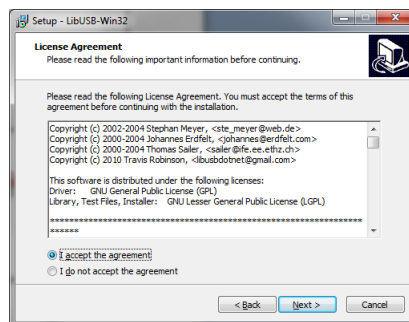 Setup - LibUSB-Win32
License Agreement
Please read the following important information before continuing.
Please read the following License Agreement. You must accept the terms of this
agreement before continuing with the installation.
Copyright (c) 2002-2004 Stephan Meyer, <ste_meyer@web.de>
Copyright (c) 2000-2004 Johannes Erdfelt, <johannes@erdfelt.com>
Copyright (c) 2000-2004 Thomas Sailer, <sailer@ife.ee.ethz.ch>
Copyright (c) 2010 Travis Robinson, <libusbdotnet@gmail.com>
This software is distributed under the following licenses:
Driver: GNU General Public License (GPL)
Library, Test Files, Installer: GNU Lesser General Public License (LGPL)
****************************************************************
******
I accept the agreement
I do not accept the agreement
< Back Next > Cancel